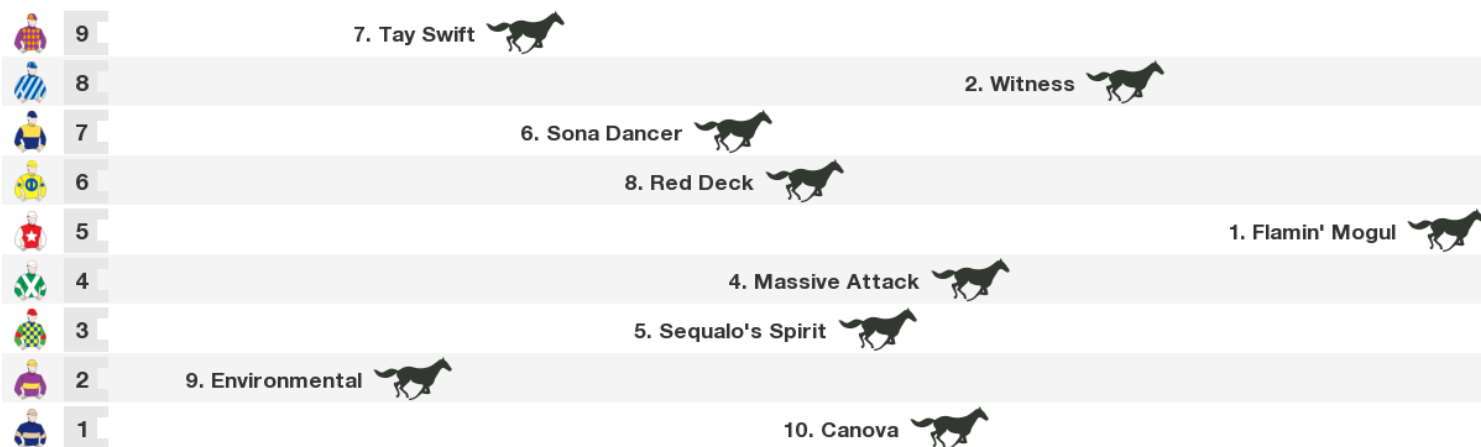 9 7. Tay Swift
8 2. Witness
7 6. Sona Dancer
6 8. Red Deck
5 1. Flamin' Mogul
4 4. Massive Attack
3 5. Sequalo's Spirit
2 9. Environmental
1 10. Canova